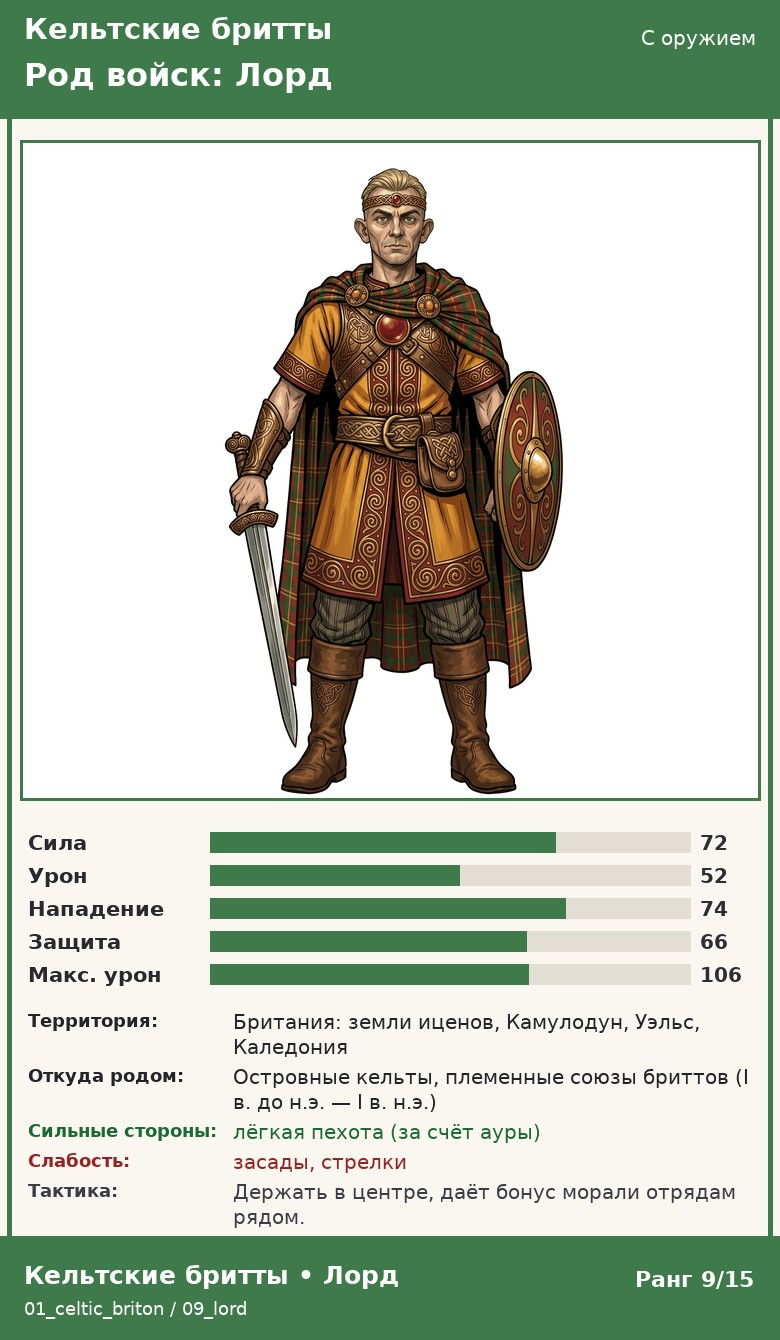 Кельтские бритты
С оружием
Род войск: Лорд
Сила 72
Урон 52
Нападение 74
Защита 66
Макс. урон 106
Территория: Британия: земли иценов, Камулодун, Уэльс,
Каледония
Откуда родом: Островные кельты, племенные союзы бриттов (I
в. до н.э. — I в. н.э.)
Сильные стороны: лёгкая пехота (за счёт ауры)
Слабость: засады, стрелки
Тактика: Держать в центре, даёт бонус морали отрядам
рядом.
Кельтские бритты • Лорд
Ранг 9/15
01_celtic_briton / 09_lord